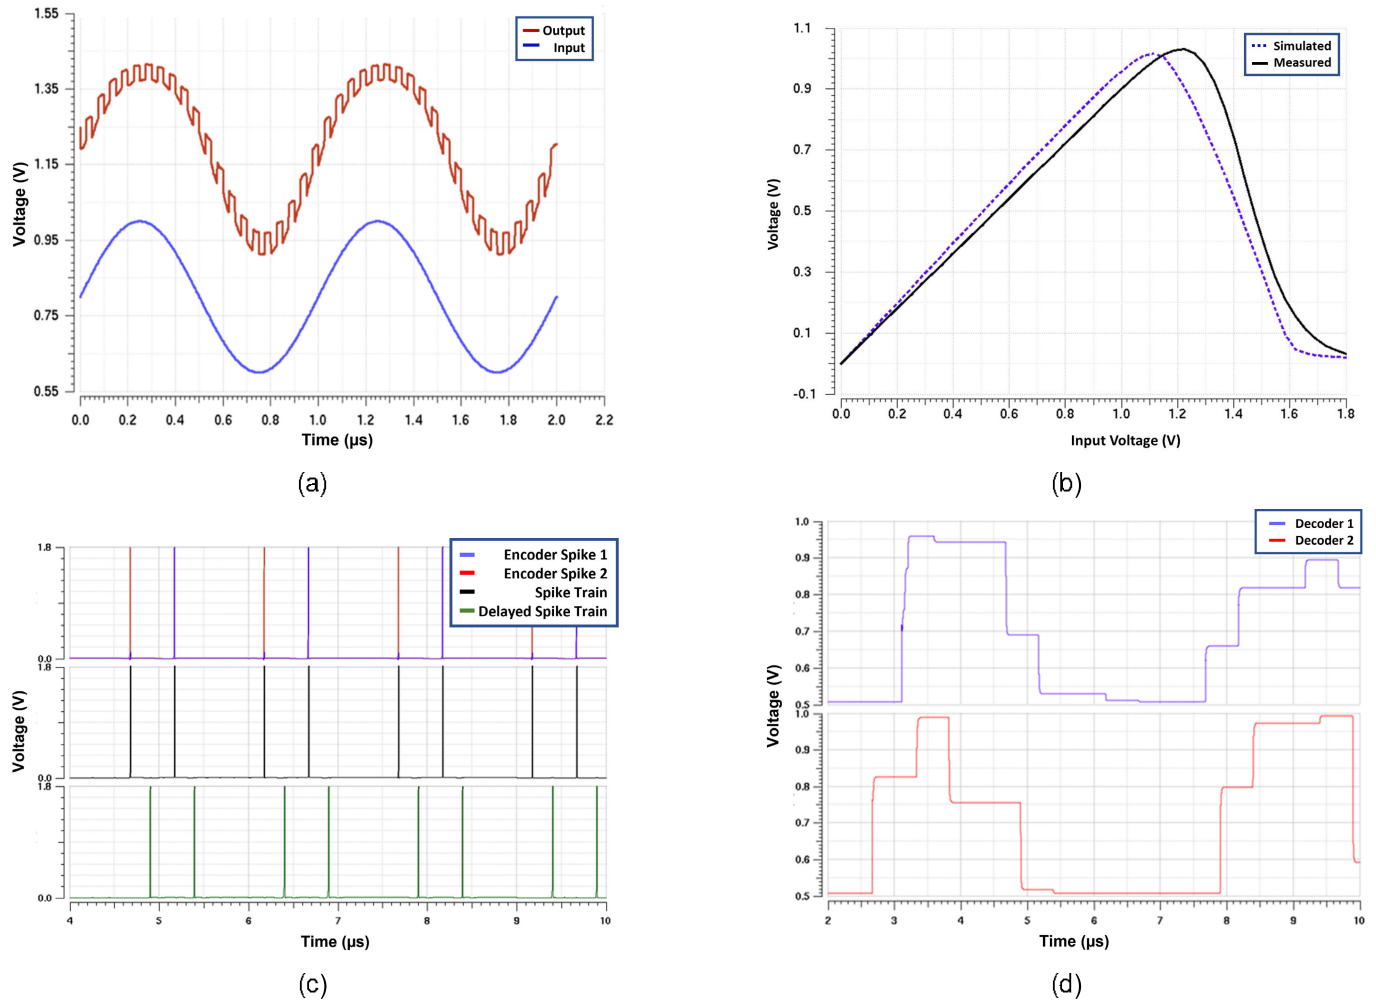 1.55
1.35
1.15
0.95
0.75
0.55
Voltage (V)
Output
Input
0.0 0.2 0.4 0.6 0.8 1.0 1.2 1.4 1.6 1.8 2.0 2.2
Time (µs)
(a)
1.1
0.9
0.7
0.5
0.3
0.1
-0.1
Voltage (V)
Simulated
Measured
0.0 0.2 0.4 0.6 0.8 1.0 1.2 1.4 1.6 1.8
Input Voltage (V)
(b)
1.8
0.0
1.8
0.0
1.8
0.0
Voltage (V)
Encoder Spike 1
Encoder Spike 2
Spike Train
Delayed Spike Train
4 5 6 7 8 9 10
Time (µs)
(c)
1.0
0.9
0.8
0.7
0.6
0.5
1.0
0.9
0.8
0.7
0.6
0.5
Voltage (V)
Decoder 1
Decoder 2
2 3 4 5 6 7 8 9 10
Time (µs)
(d)